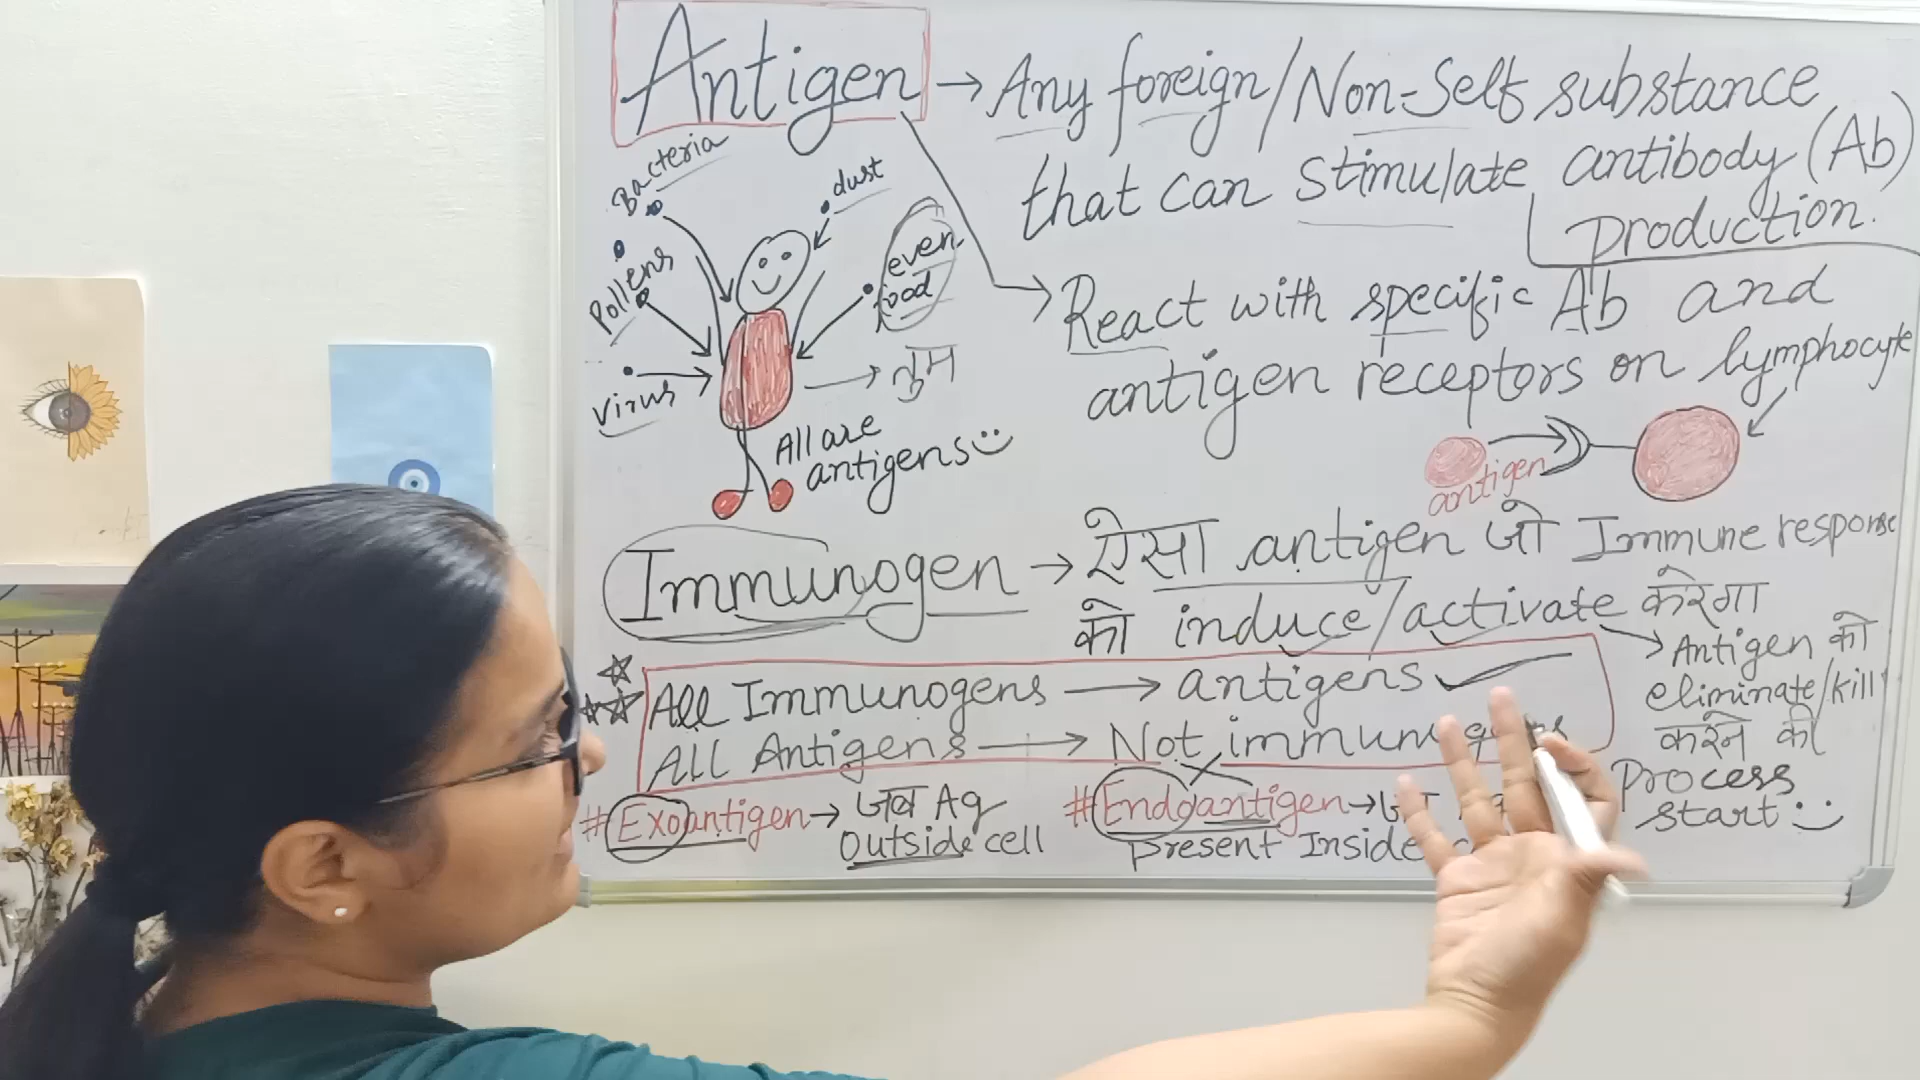 Antigen → Any foreign/Non-Self substance
that can stimulate antibody (Ab)
production.
React with specific Ab and
antigen receptors on lymphocyte
antigen
Bacteria
Pollens
virus
dust
even
food
तुम
All are
antigens
Immunogen → ऐसा antigen जो Immune response
को induce/activate करेगा
Antigen को
eliminate/kill
करने की
Process
start
All Immunogens → antigens ✓
All Antigens → Not immunogens
#Exoantigen → जब Ag
Outside cell
#Endoantigen →
present Inside